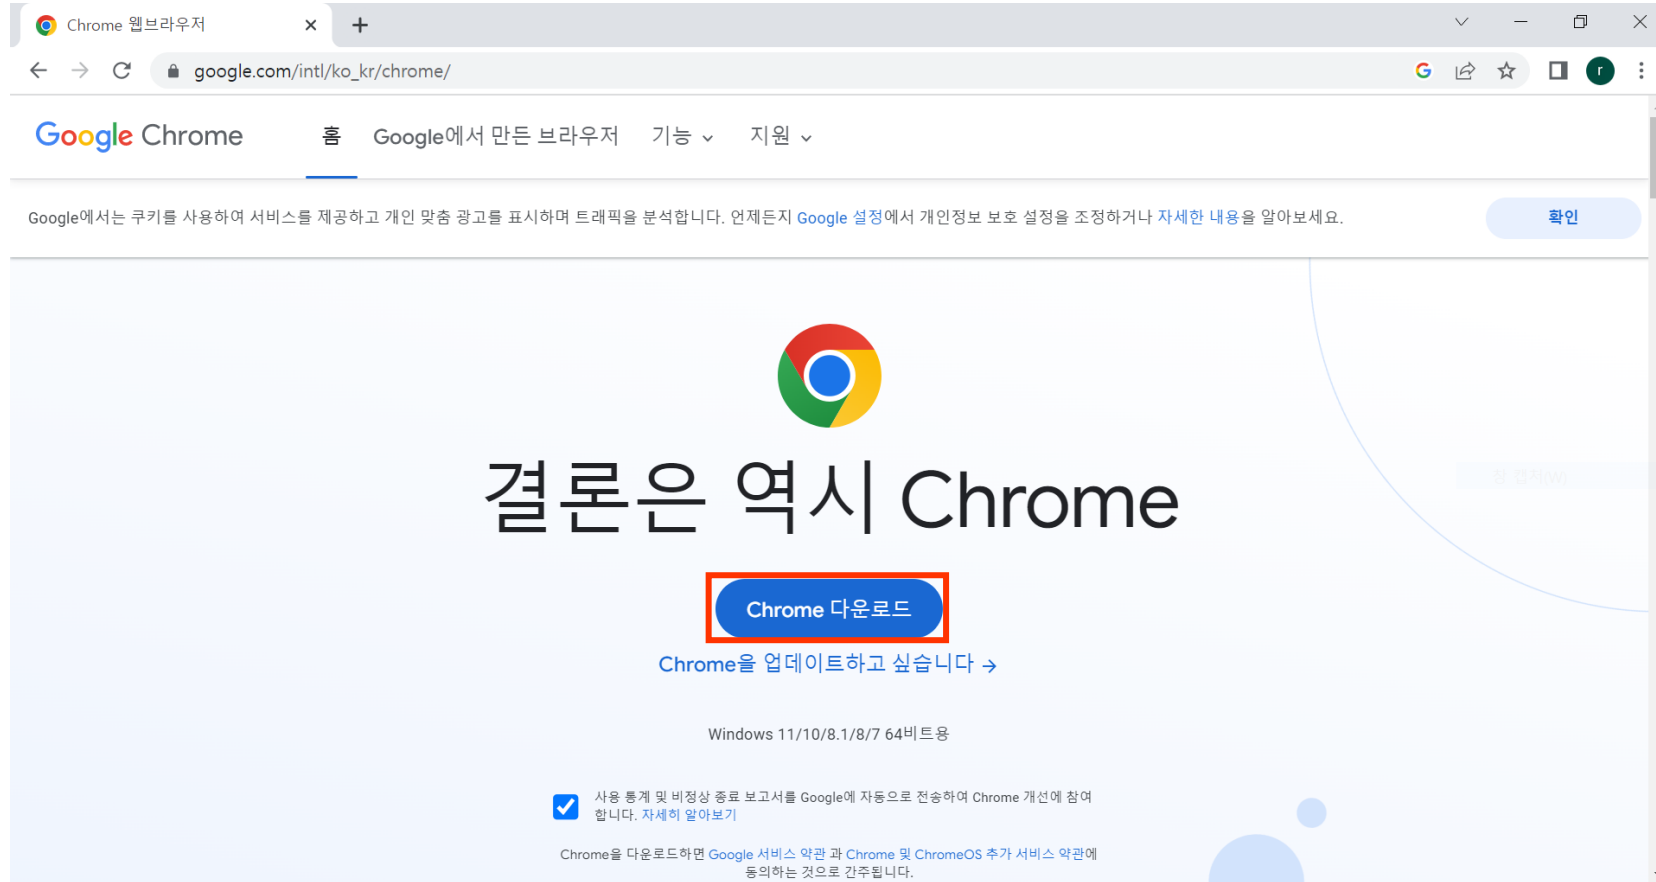 Chrome 웹브라우저
google.com/intl/ko_kr/chrome/
r
Google Chrome 홈 Google에서 만든 브라우저 기능 지원
Google에서는 쿠키를 사용하여 서비스를 제공하고 개인 맞춤 광고를 표시하며 트래픽을 분석합니다. 언제든지 Google 설정에서 개인정보 보호 설정을 조정하거나 자세한 내용을 알아보세요. 확인
결론은 역시 Chrome
Chrome 다운로드
Chrome을 업데이트하고 싶습니다 →
Windows 11/10/8.1/8/7 64비트용
사용 통계 및 비정상 종료 보고서를 Google에 자동으로 전송하여 Chrome 개선에 참여
합니다. 자세히 알아보기
Chrome을 다운로드하면 Google 서비스 약관 과 Chrome 및 ChromeOS 추가 서비스 약관에
동의하는 것으로 간주됩니다.